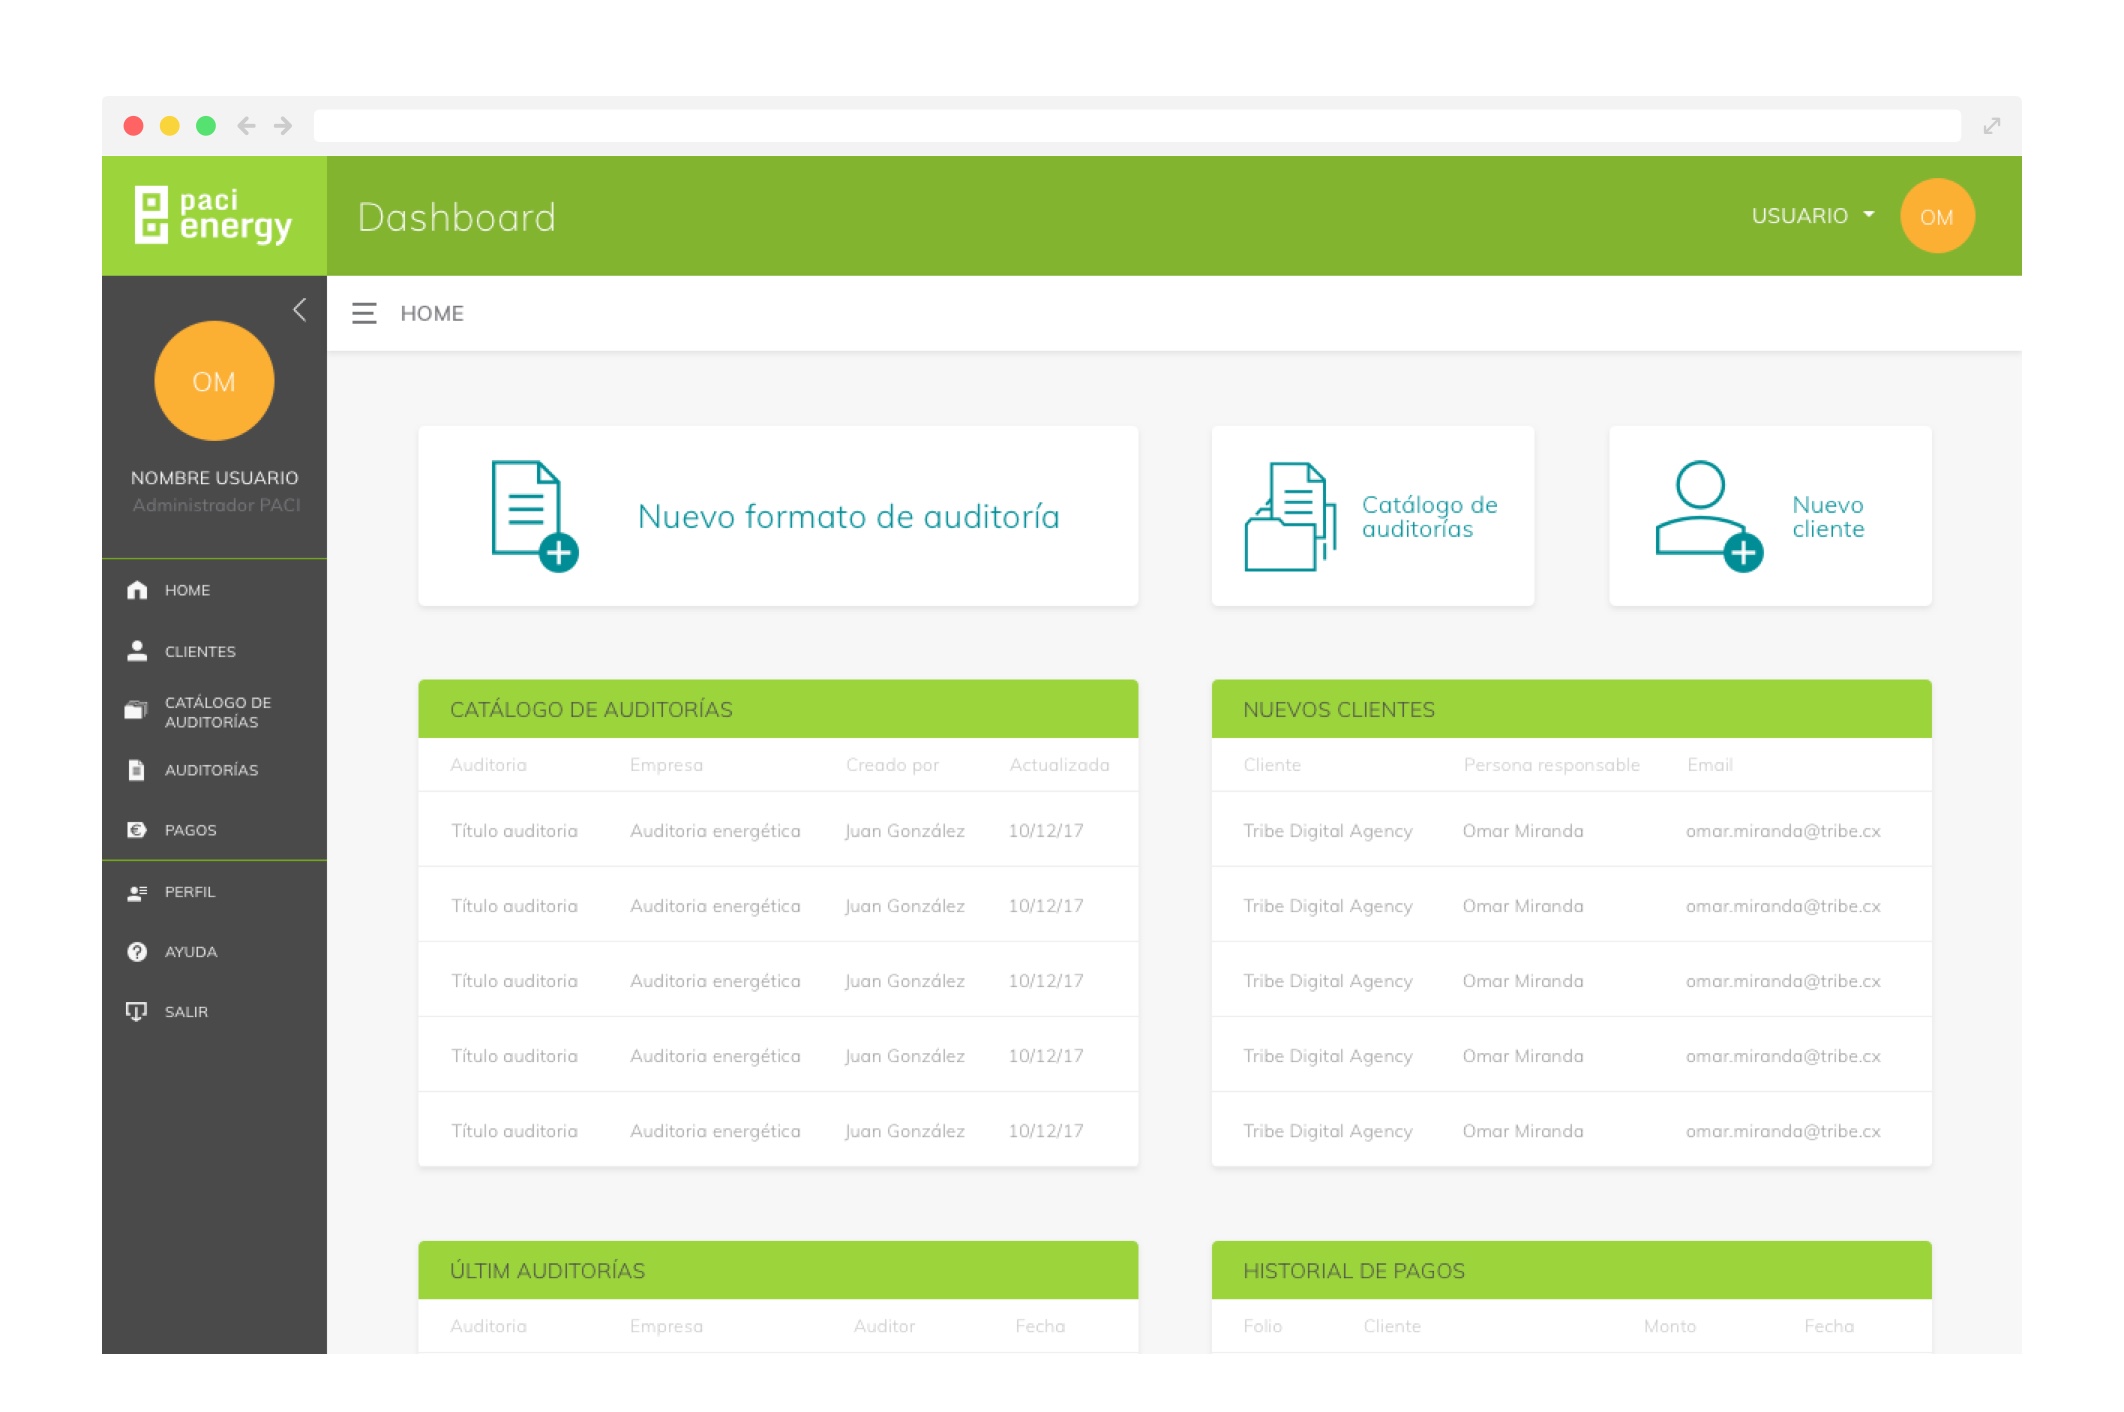 paci
energy
Dashboard
USUARIO
OM
HOME
OM
NOMBRE USUARIO
Administrador PACI
HOME
CLIENTES
CATÁLOGO DE
AUDITORÍAS
AUDITORÍAS
PAGOS
PERFIL
AYUDA
SALIR
Nuevo formato de auditoría
Catálogo de
auditorías
Nuevo
cliente
CATÁLOGO DE AUDITORÍAS
Auditoria Empresa Creado por Actualizada
Título auditoria Auditoria energética Juan González 10/12/17
Título auditoria Auditoria energética Juan González 10/12/17
Título auditoria Auditoria energética Juan González 10/12/17
Título auditoria Auditoria energética Juan González 10/12/17
Título auditoria Auditoria energética Juan González 10/12/17
NUEVOS CLIENTES
Cliente Persona responsable Email
Tribe Digital Agency Omar Miranda omar.miranda@tribe.cx
Tribe Digital Agency Omar Miranda omar.miranda@tribe.cx
Tribe Digital Agency Omar Miranda omar.miranda@tribe.cx
Tribe Digital Agency Omar Miranda omar.miranda@tribe.cx
Tribe Digital Agency Omar Miranda omar.miranda@tribe.cx
ÚLTIM AUDITORÍAS
Auditoria Empresa Auditor Fecha
HISTORIAL DE PAGOS
Folio Cliente Monto Fecha